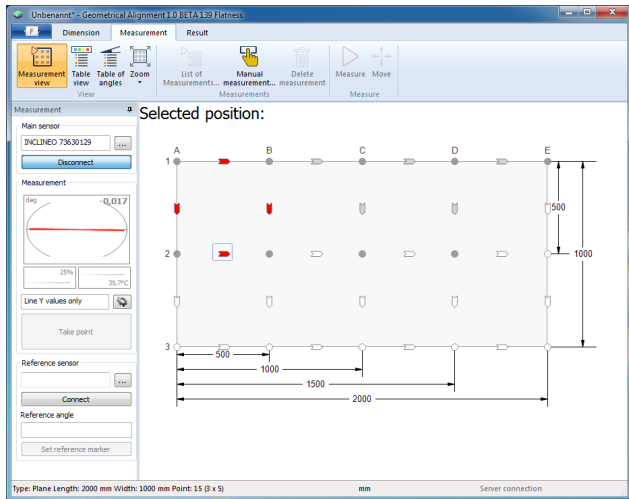 Unbenannt* - Geometrical Alignment 1.0 BETA 139 Flatness
F Dimension Measurement Result
Measurement view Table view Table of angles Zoom List of Measurements... Manual measurement... Delete measurement Measure Move
View Measurements Measure
Measurement
Main sensor
INCLINEO 73630129 ...
Disconnect
Measurement
deg -0,017
25%
35,7°C
Line Y values only
Take point
Reference sensor
...
Connect
Reference angle
Set reference marker
Selected position:
A B C D E
1
500
2 1000
3
500
1000
1500
2000
Type: Plane Length: 2000 mm Width: 1000 mm Point: 15 (3 x 5) mm Server connection